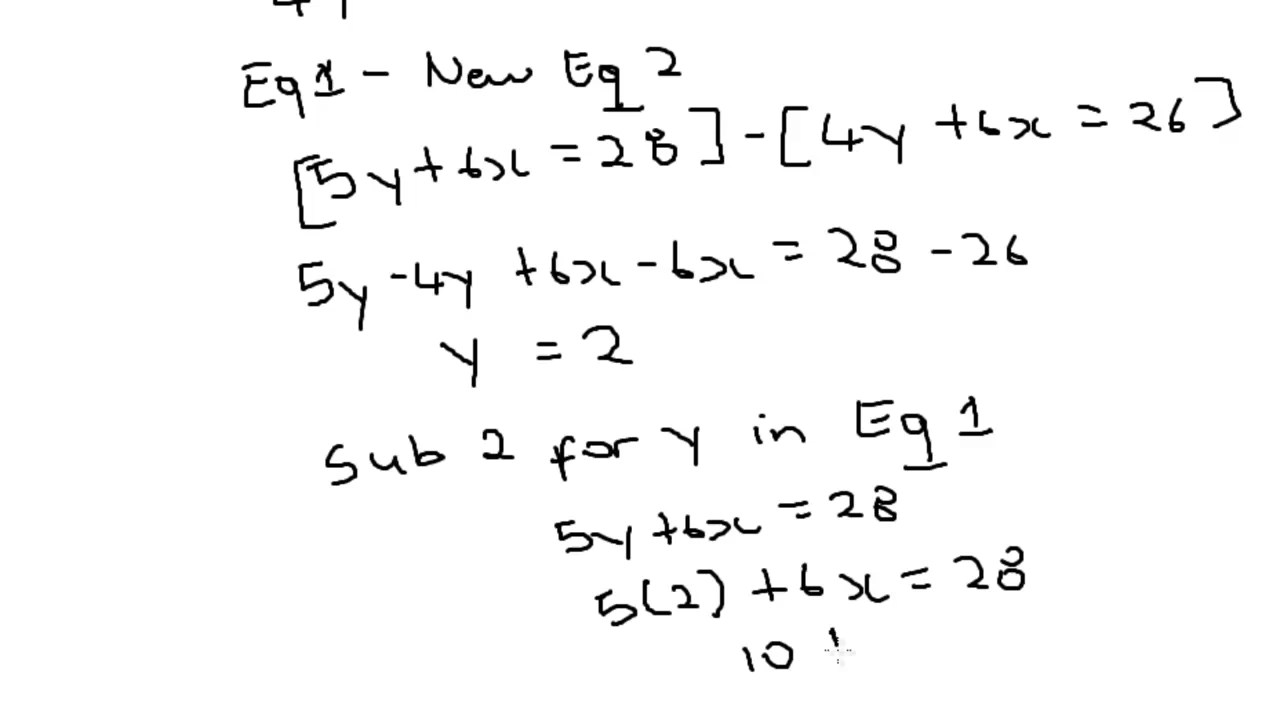 Eq 1 - New Eq 2
[5y + 6x = 28] - [4y + 6x = 26]
5y - 4y + 6x - 6x = 28 - 26
y = 2
Sub 2 for y in Eq 1
5y + 6x = 28
5(2) + 6x = 28
10